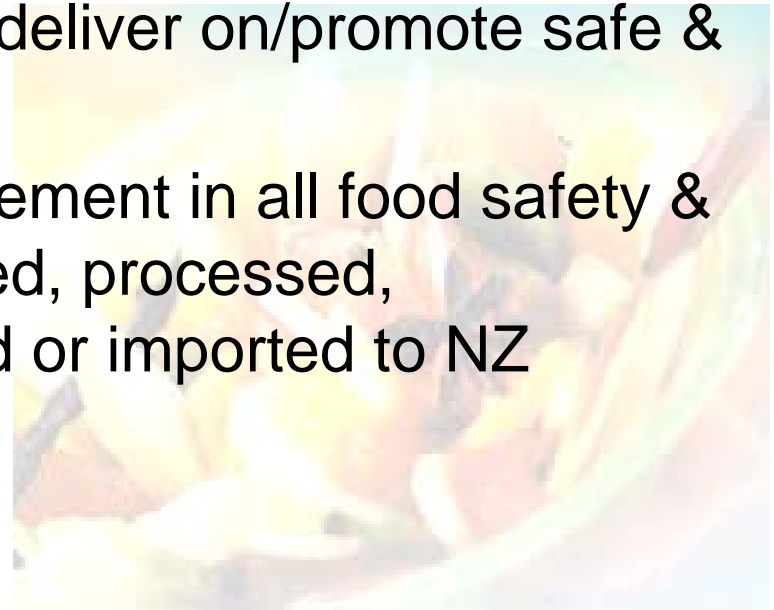 deliver on/promote safe &
ement in all food safety &
ed, processed,
d or imported to NZ